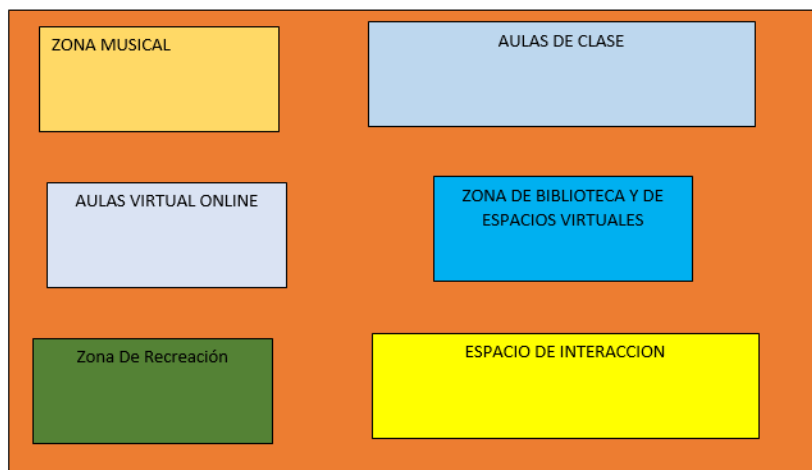 ZONA MUSICAL
AULAS DE CLASE
AULAS VIRTUAL ONLINE
ZONA DE BIBLIOTECA Y DE
ESPACIOS VIRTUALES
Zona De Recreación
ESPACIO DE INTERACCION